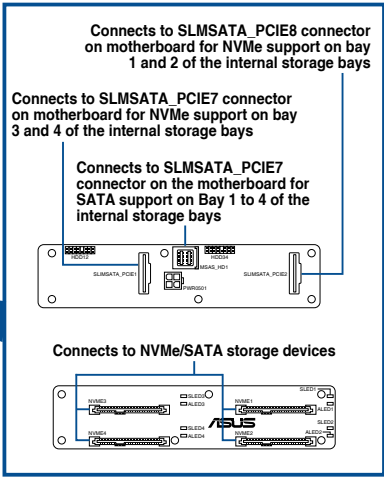 Connects to SLMSATA_PCIE8 connector
on motherboard for NVMe support on bay
1 and 2 of the internal storage bays
Connects to SLMSATA_PCIE7 connector
on motherboard for NVMe support on bay
3 and 4 of the internal storage bays
Connects to SLMSATA_PCIE7
connector on the motherboard for
SATA support on Bay 1 to 4 of the
internal storage bays
HDD12
HDD34
MSAS_HD1
SLIMSATA_PCIE1
SLIMSATA_PCIE2
PWR0501
Connects to NVMe/SATA storage devices
SLED1
NVME3
SLED3
ALED3
NVME1
ALED1
ASUS
SLED2
NVME4
SLED4
ALED4
NVME2
ALED2